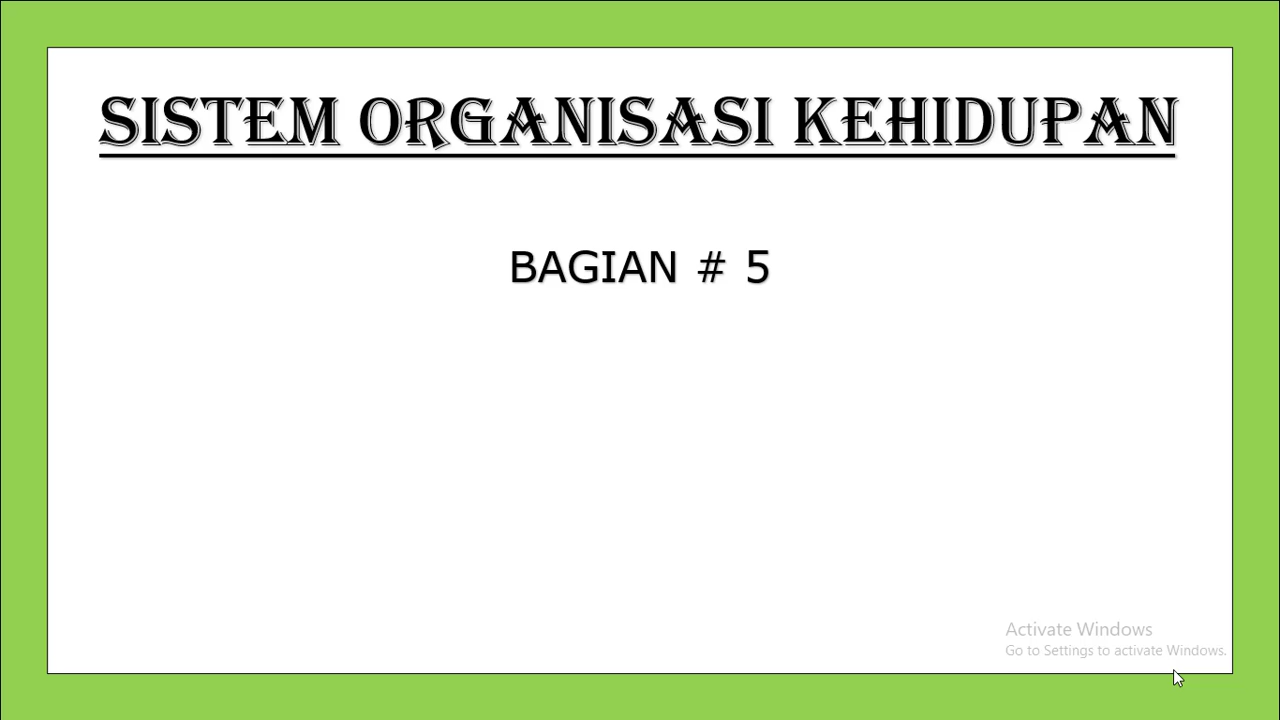 SISTEM ORGANISASI KEHIDUPAN
BAGIAN # 5
Activate Windows
Go to Settings to activate Windows.